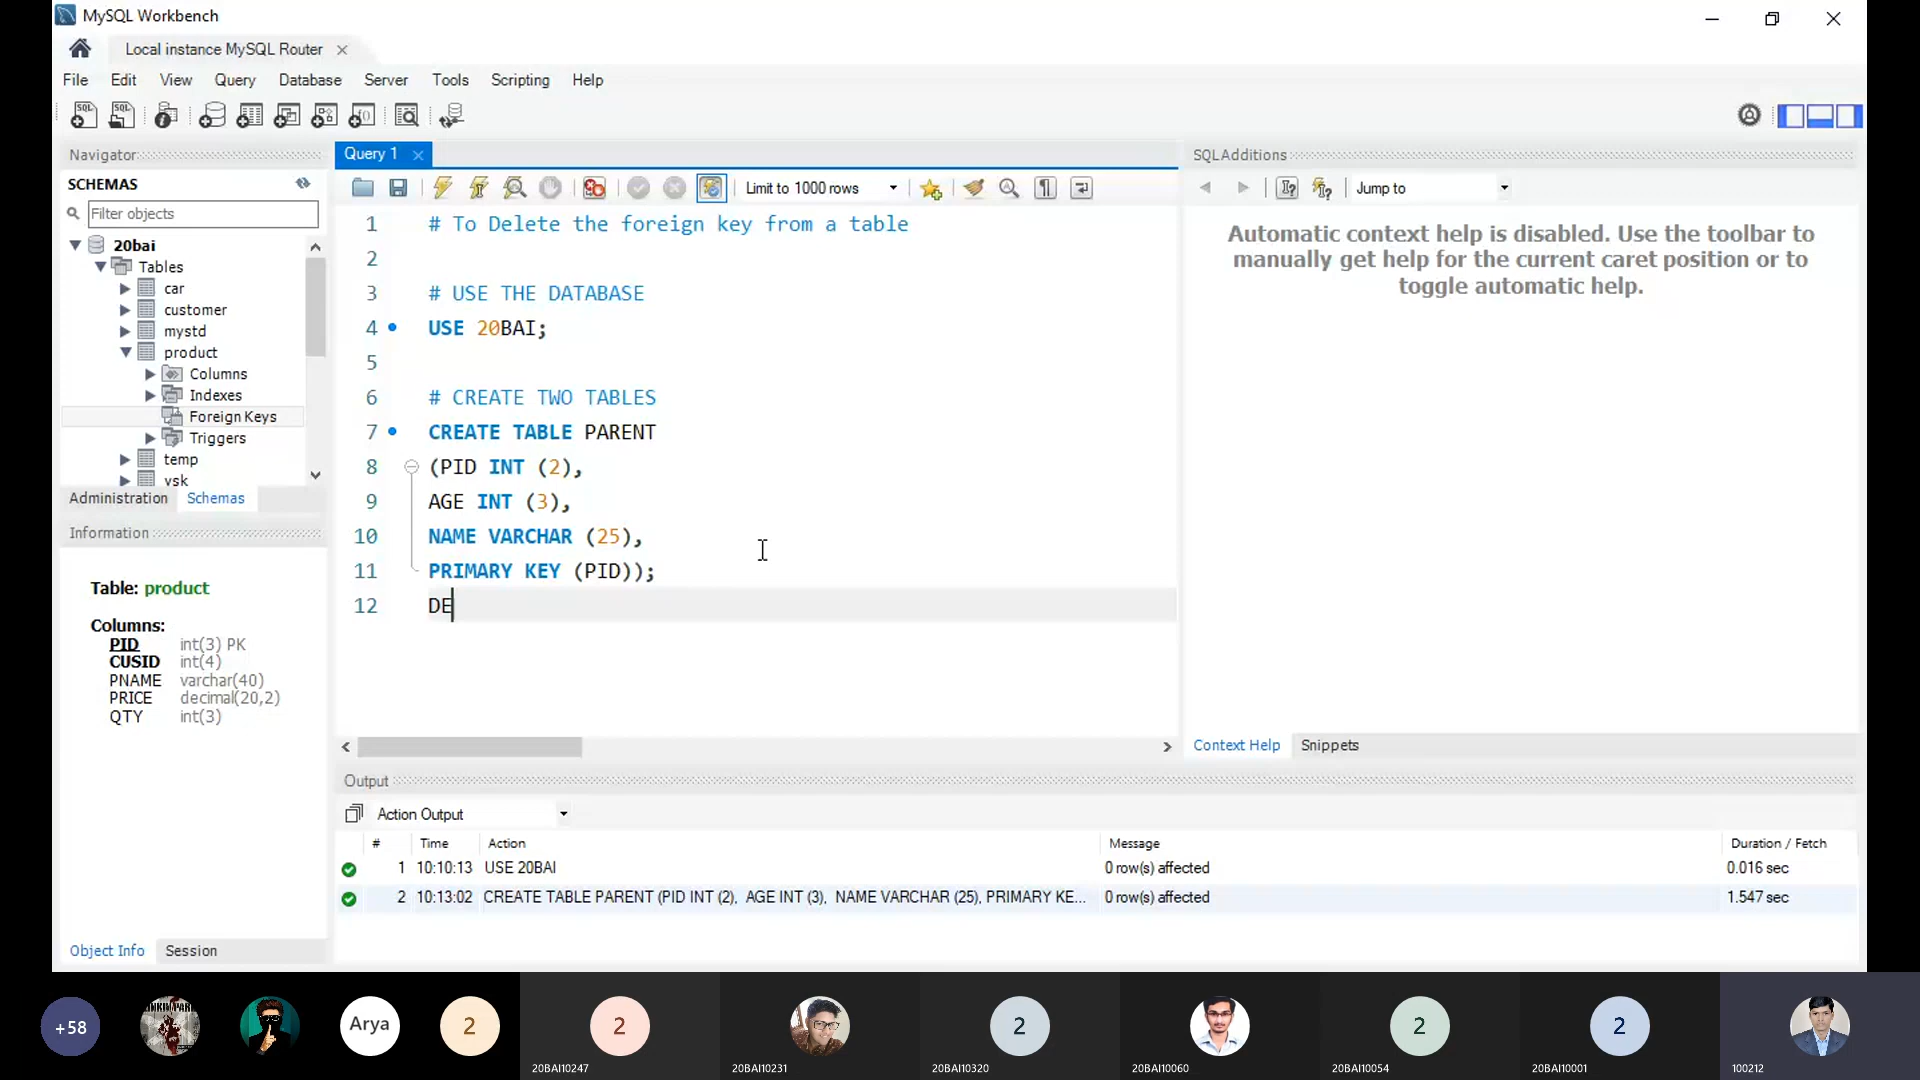 MySQL Workbench
Local instance MySQL Router
File Edit View Query Database Server Tools Scripting Help
Navigator
SCHEMAS
Filter objects
20bai
Tables
car
customer
mystd
product
Columns
Indexes
Foreign Keys
Triggers
temp
vsk
Administration Schemas
Information
Table: product
Columns:
PID int(3) PK
CUSID int(4)
PNAME varchar(40)
PRICE decimal(20,2)
QTY int(3)
Object Info Session
Query 1
Limit to 1000 rows
1 # To Delete the foreign key from a table
2
3 # USE THE DATABASE
4 USE 20BAI;
5
6 # CREATE TWO TABLES
7 CREATE TABLE PARENT
8 (PID INT (2),
9 AGE INT (3),
10 NAME VARCHAR (25),
11 PRIMARY KEY (PID));
12 DE
SQLAdditions
Jump to
Automatic context help is disabled. Use the toolbar to
manually get help for the current caret position or to
toggle automatic help.
Context Help Snippets
Output
Action Output
# Time Action Message Duration / Fetch
1 10:10:13 USE 20BAI 0 row(s) affected 0.016 sec
2 10:13:02 CREATE TABLE PARENT (PID INT (2), AGE INT (3), NAME VARCHAR (25), PRIMARY KE... 0 row(s) affected 1.547 sec
+58 Arya 2 2 2 2 2
20BAI10247 20BAI10231 20BAI10320 20BAI10060 20BAI10054 20BAI10001 100212